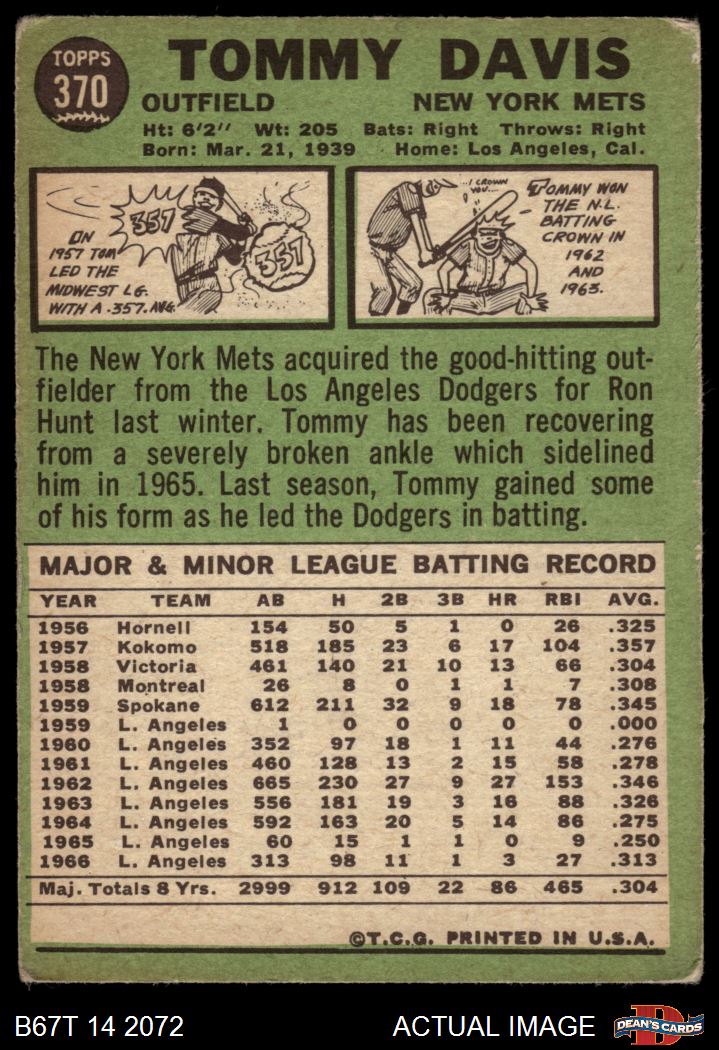 TOPPS
370
TOMMY DAVIS
OUTFIELD NEW YORK METS
Ht: 6'2" Wt: 205 Bats: Right Throws: Right
Born: Mar. 21, 1939 Home: Los Angeles, Cal.
357
357
IN
1957 TOM
LED THE
MIDWEST LG.
WITH A .357. AVG.
...I CROWN
YOU....
TOMMY WON
THE N.L.
BATTING
CROWN IN
1962
AND
1963.
The New York Mets acquired the good-hitting out-
fielder from the Los Angeles Dodgers for Ron
Hunt last winter. Tommy has been recovering
from a severely broken ankle which sidelined
him in 1965. Last season, Tommy gained some
of his form as he led the Dodgers in batting.
MAJOR & MINOR LEAGUE BATTING RECORD
YEAR TEAM AB H 2B 3B HR RBI AVG.
1956 Hornell 154 50 5 1 0 26 .325
1957 Kokomo 518 185 23 6 17 104 .357
1958 Victoria 461 140 21 10 13 66 .304
1958 Montreal 26 8 0 1 1 7 .308
1959 Spokane 612 211 32 9 18 78 .345
1959 L. Angeles 1 0 0 0 0 0 .000
1960 L. Angeles 352 97 18 1 11 44 .276
1961 L. Angeles 460 128 13 2 15 58 .278
1962 L. Angeles 665 230 27 9 27 153 .346
1963 L. Angeles 556 181 19 3 16 88 .326
1964 L. Angeles 592 163 20 5 14 86 .275
1965 L. Angeles 60 15 1 1 0 9 .250
1966 L. Angeles 313 98 11 1 3 27 .313
Maj. Totals 8 Yrs. 2999 912 109 22 86 465 .304
©T.C.G. PRINTED IN U.S.A.
B67T 14 2072 ACTUAL IMAGE
DEAN'S CARDS